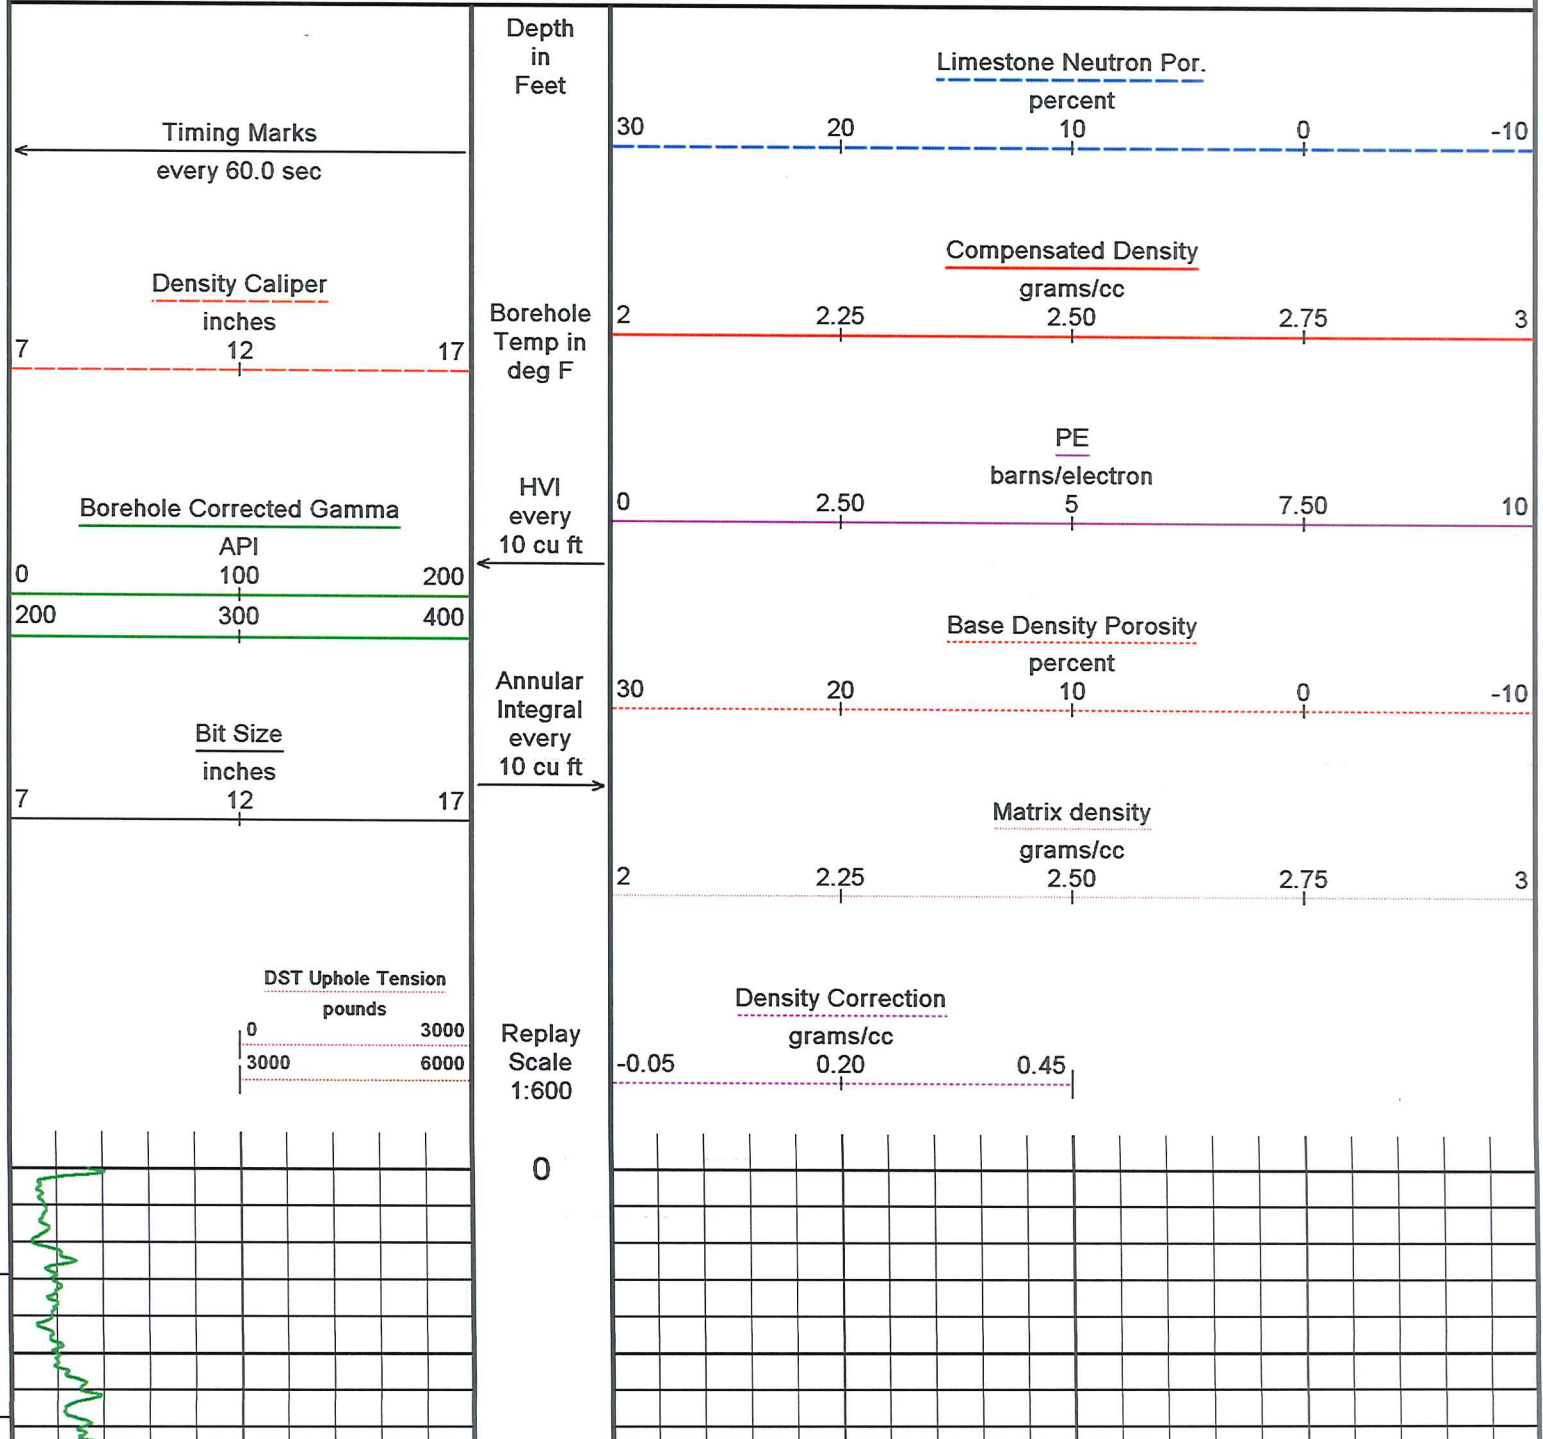 Timing Marks
every 60.0 sec
Density Caliper
inches
7 12 17
Borehole Corrected Gamma
API
0 100 200
200 300 400
Bit Size
inches
7 12 17
DST Uphole Tension
pounds
0 3000
3000 6000
Depth
in
Feet
Borehole
Temp in
deg F
HVI
every
10 cu ft
Annular
Integral
every
10 cu ft
Replay
Scale
1:600
0
Limestone Neutron Por.
percent
30 20 10 0 -10
Compensated Density
grams/cc
2 2.25 2.50 2.75 3
PE
barns/electron
0 2.50 5 7.50 10
Base Density Porosity
percent
30 20 10 0 -10
Matrix density
grams/cc
2 2.25 2.50 2.75 3
Density Correction
grams/cc
-0.05 0.20 0.45